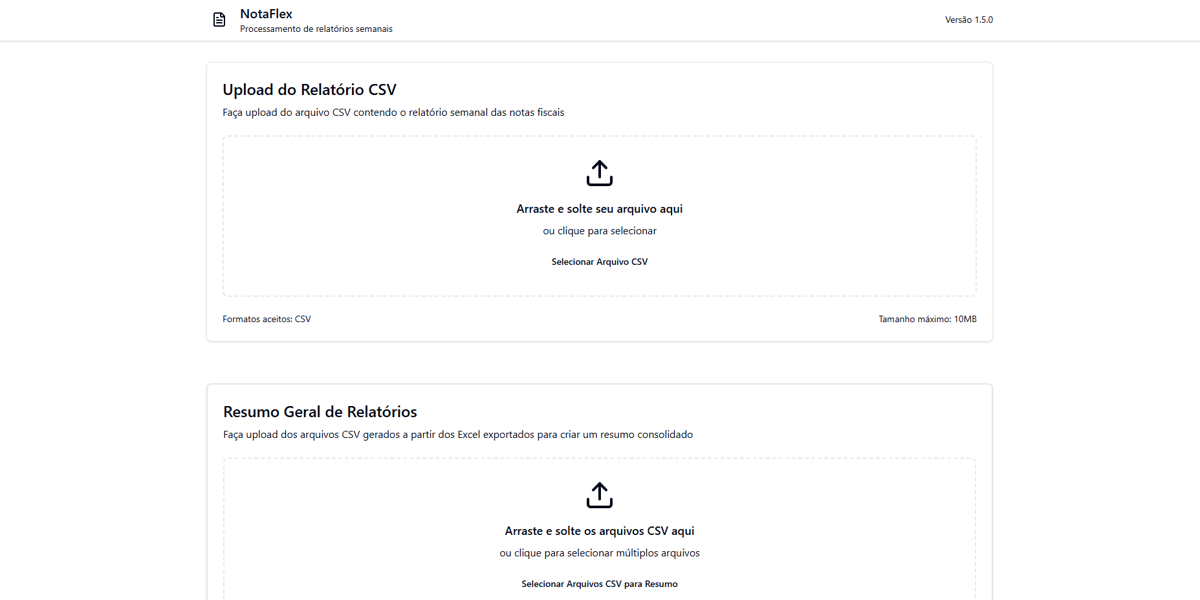 NotaFlex
Processamento de relatórios semanais
Versão 1.5.0
Upload do Relatório CSV
Faça upload do arquivo CSV contendo o relatório semanal das notas fiscais
Arraste e solte seu arquivo aqui
ou clique para selecionar
Selecionar Arquivo CSV
Formatos aceitos: CSV
Tamanho máximo: 10MB
Resumo Geral de Relatórios
Faça upload dos arquivos CSV gerados a partir dos Excel exportados para criar um resumo consolidado
Arraste e solte os arquivos CSV aqui
ou clique para selecionar múltiplos arquivos
Selecionar Arquivos CSV para Resumo